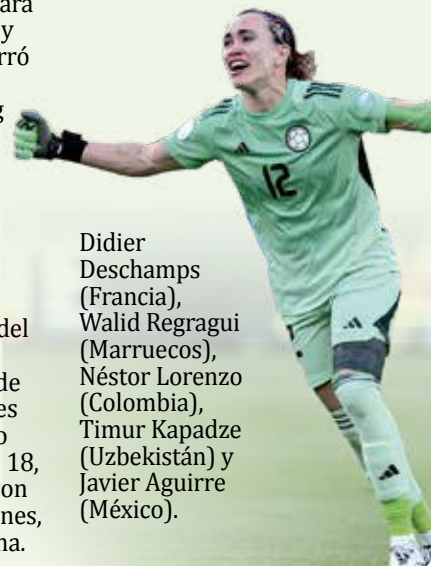 ara
y
rró
g
del
de
es
o
18,
on
nes,
na.
Didier
Deschamps
(Francia),
Walid Regragui
(Marruecos),
Néstor Lorenzo
(Colombia),
Timur Kapadze
(Uzbekistán) y
Javier Aguirre
(México).
12